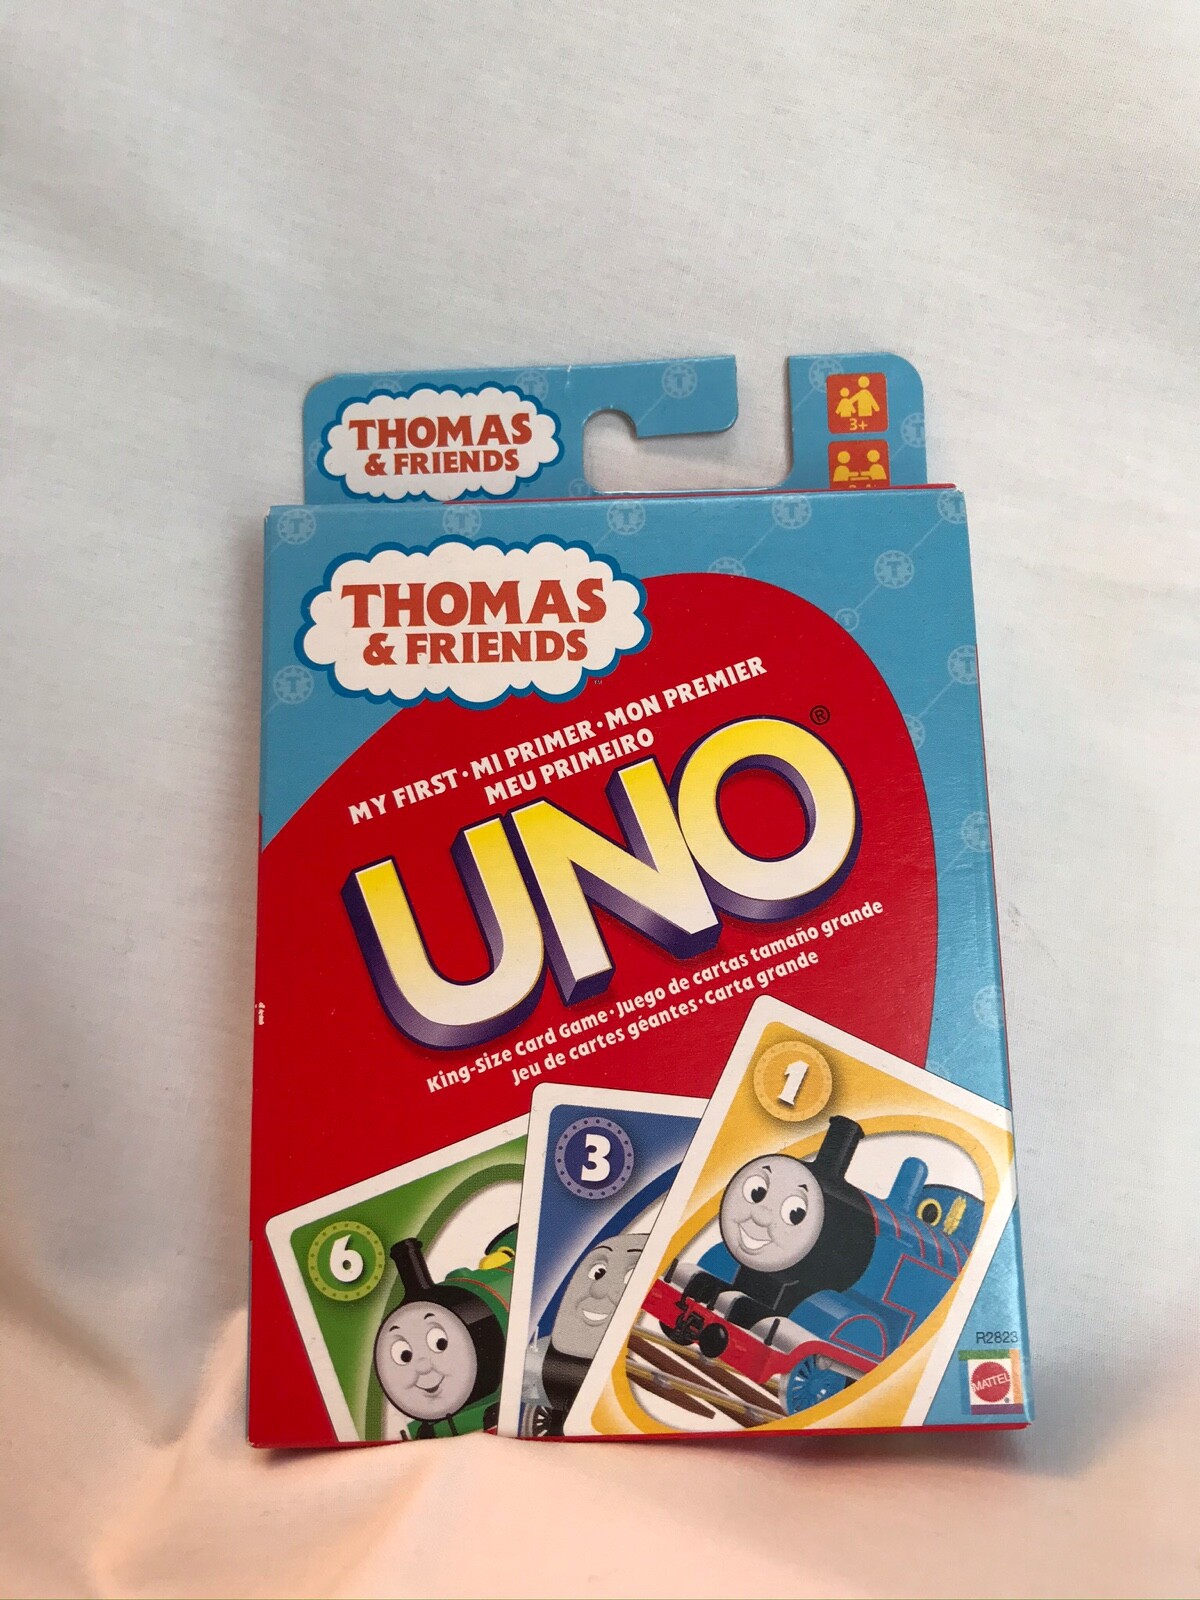 THOMAS
& FRIENDS
3+
THOMAS
& FRIENDS
™
MY FIRST • MI PRIMER • MON PREMIER
MEU PRIMEIRO
UNO®
King-Size Card Game • Juego de cartas tamaño grande
Jeu de cartes géantes • Carta grande
1
3
6
R2823
MATTEL